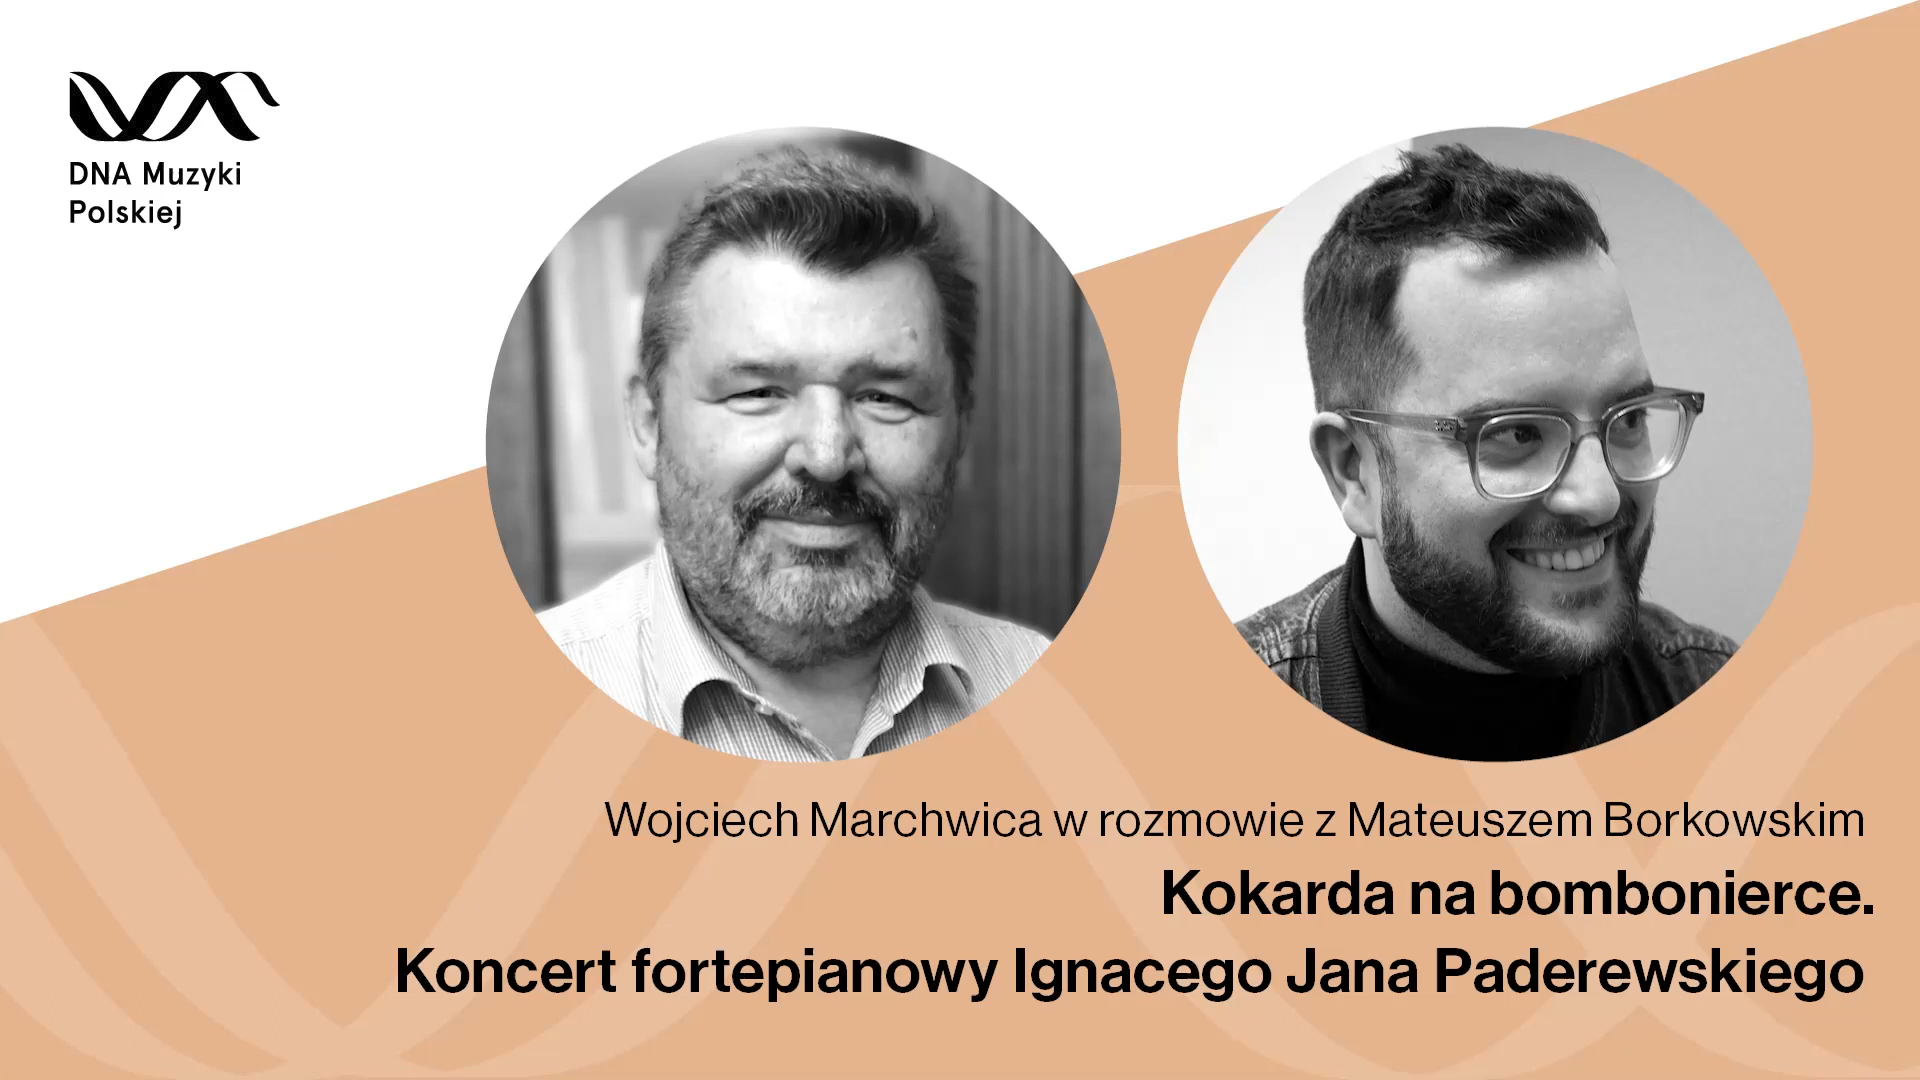 DNA Muzyki
Polskiej
Wojciech Marchwica w rozmowie z Mateuszem Borkowskim
Kokarda na bombonierce.
Koncert fortepianowy Ignacego Jana Paderewskiego